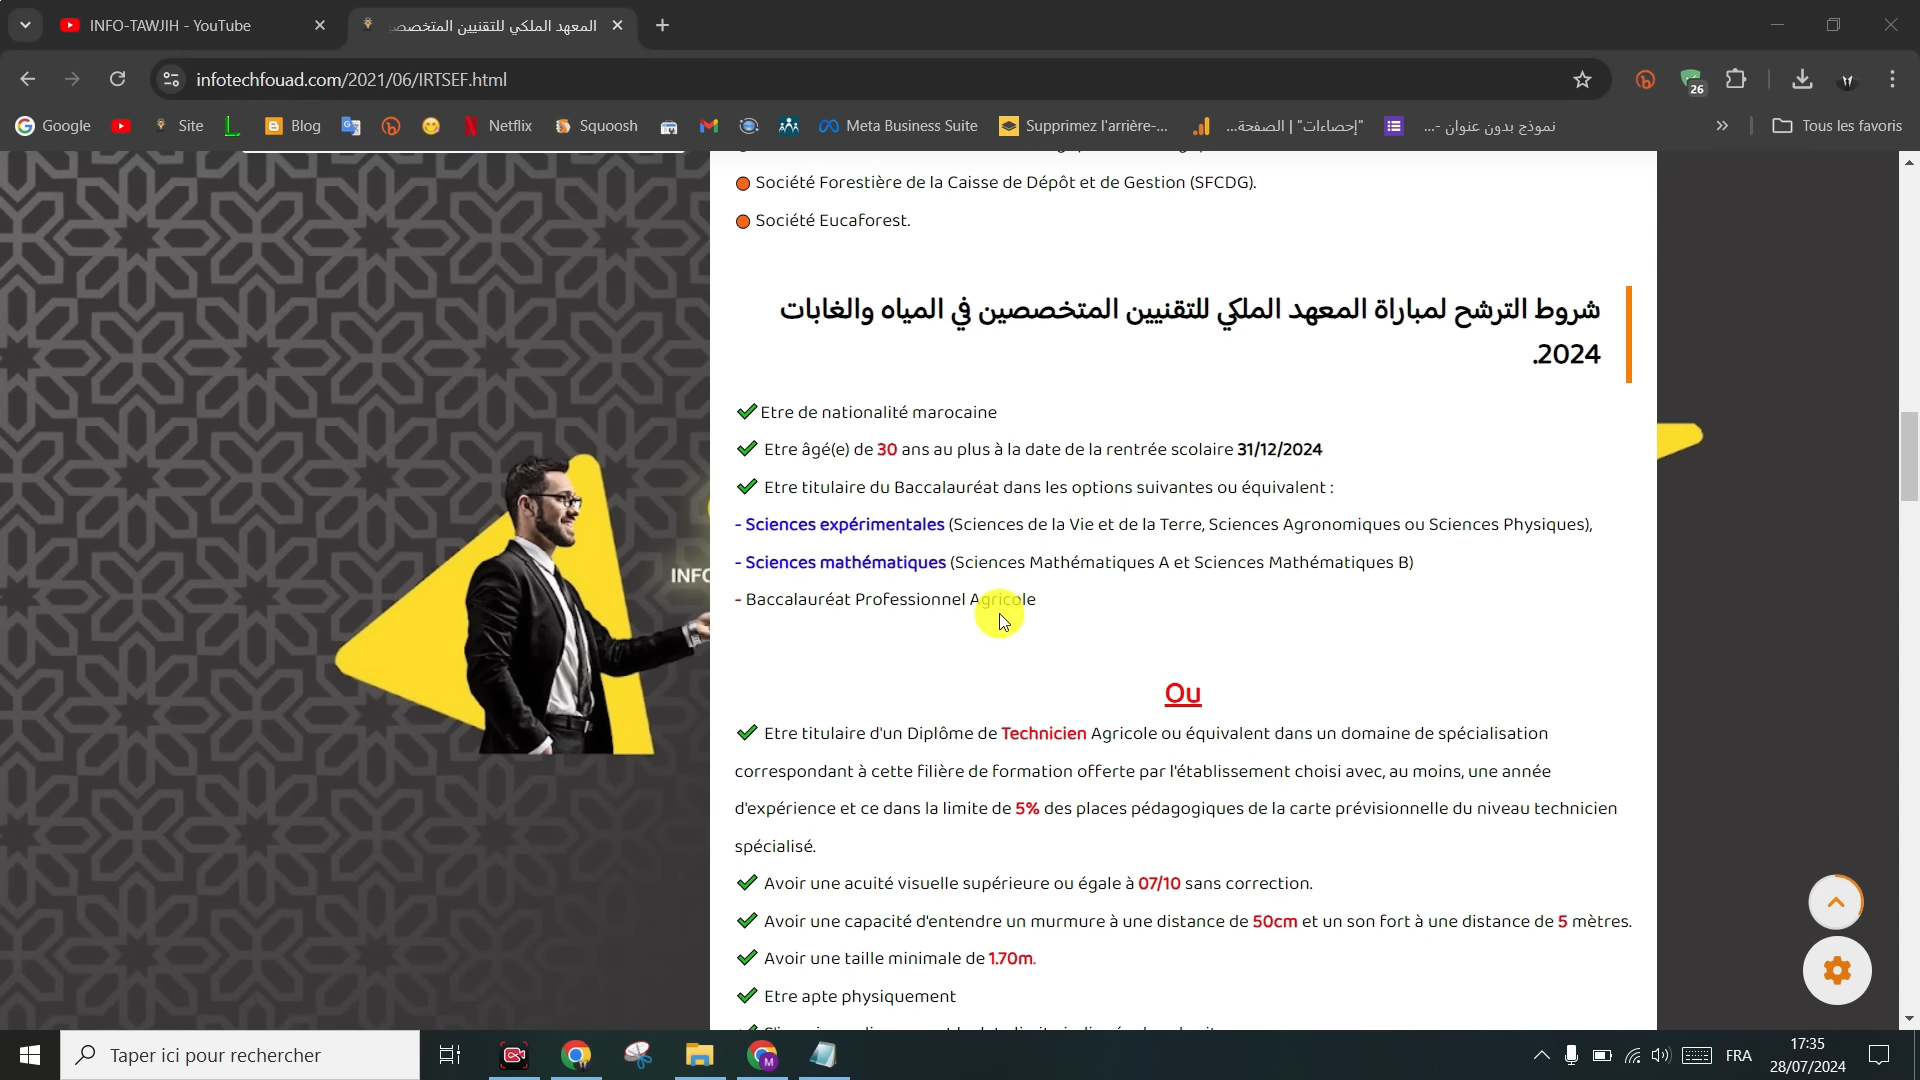 INFO-TAWJIH - YouTube
المعهد الملكي للتقنيين المتخصص
infotechfouad.com/2021/06/IRTSEF.html
26
Google
Site
Blog
Netflix
Squoosh
Meta Business Suite
Supprimez l'arrière-...
"إحصاءات" | الصفحة...
نموذج بدون عنوان -...
Tous les favoris
Société Forestière de la Caisse de Dépôt et de Gestion (SFCDG).
Société Eucaforest.
شروط الترشح لمباراة المعهد الملكي للتقنيين المتخصصين في المياه والغابات
2024.
Etre de nationalité marocaine
Etre âgé(e) de 30 ans au plus à la date de la rentrée scolaire 31/12/2024
Etre titulaire du Baccalauréat dans les options suivantes ou équivalent :
- Sciences expérimentales (Sciences de la Vie et de la Terre, Sciences Agronomiques ou Sciences Physiques),
- Sciences mathématiques (Sciences Mathématiques A et Sciences Mathématiques B)
INFO
- Baccalauréat Professionnel Agricole
Ou
Etre titulaire d'un Diplôme de Technicien Agricole ou équivalent dans un domaine de spécialisation
correspondant à cette filière de formation offerte par l'établissement choisi avec, au moins, une année
d'expérience et ce dans la limite de 5% des places pédagogiques de la carte prévisionnelle du niveau technicien
spécialisé.
Avoir une acuité visuelle supérieure ou égale à 07/10 sans correction.
Avoir une capacité d'entendre un murmure à une distance de 50cm et un son fort à une distance de 5 mètres.
Avoir une taille minimale de 1.70m.
Etre apte physiquement
Taper ici pour rechercher
FRA
17:35
28/07/2024